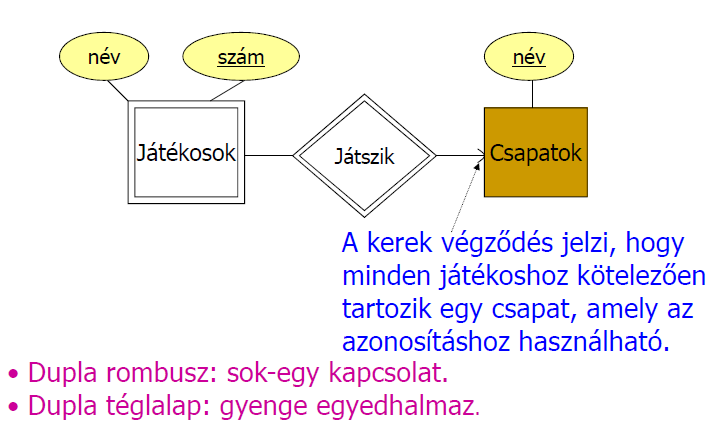 név
szám
név
Játékosok
Játszik
Csapatok
A kerek végződés jelzi, hogy
minden játékoshoz kötelezően
tartozik egy csapat, amely az
azonosításhoz használható.
• Dupla rombusz: sok-egy kapcsolat.
• Dupla téglalap: gyenge egyedhalmaz.